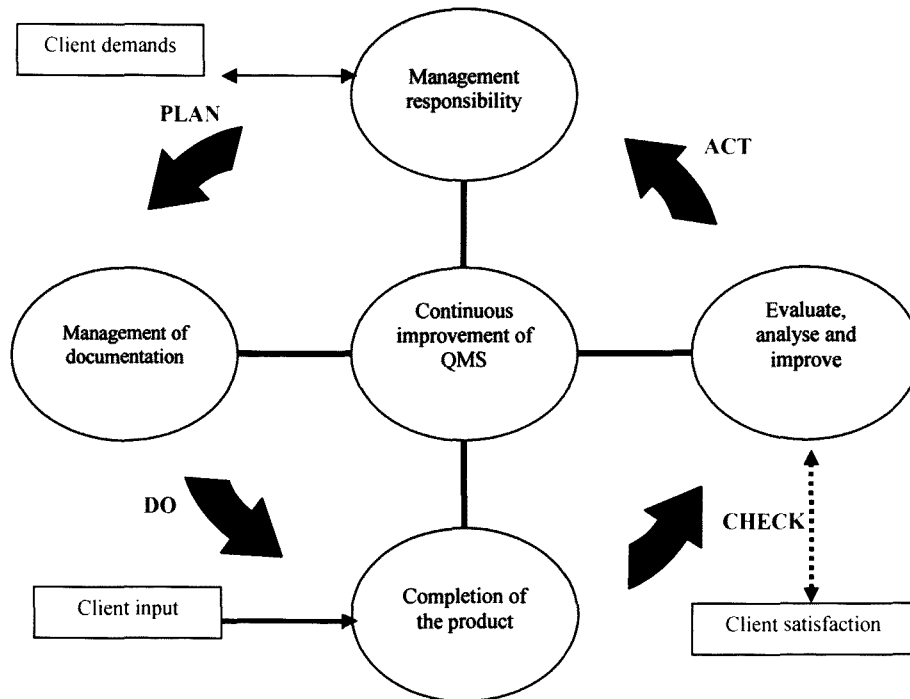 Client demands
Management
responsibility
PLAN
ACT
Management of
documentation
Continuous
improvement of
QMS
Evaluate,
analyse and
improve
DO
CHECK
Client input
Completion of
the product
Client satisfaction